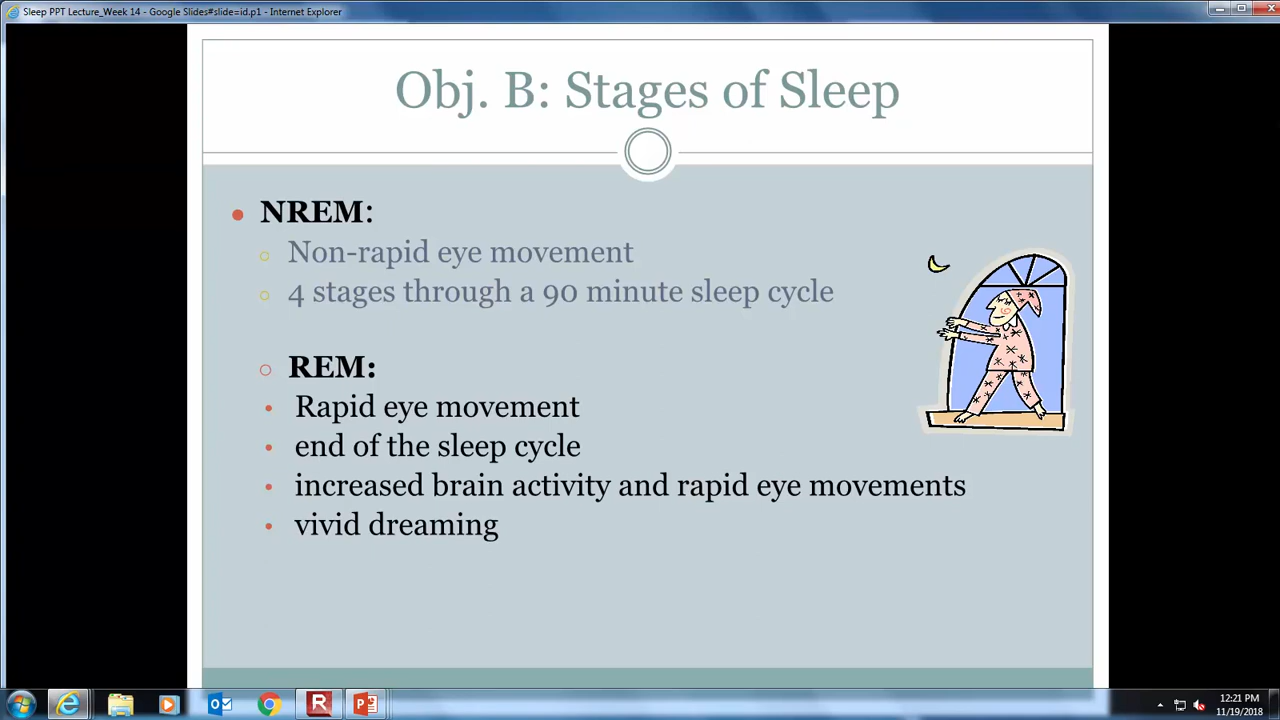 Sleep PPT Lecture_Week 14 - Google Slides#slide=id.p1 - Internet Explorer
Obj. B: Stages of Sleep
NREM:
Non-rapid eye movement
4 stages through a 90 minute sleep cycle
REM:
Rapid eye movement
end of the sleep cycle
increased brain activity and rapid eye movements
vivid dreaming
12:21 PM
11/19/2018